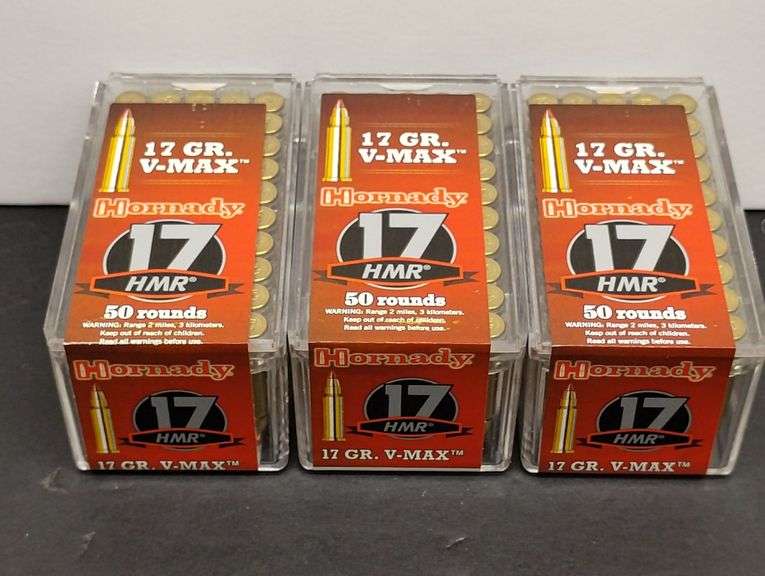 17 GR.
V-MAX™
Hornady
17
HMR®
50 rounds
WARNING: Range 2 miles, 3 kilometers.
Keep out of reach of children.
Read all warnings before use.
Hornady
17
HMR®
17 GR. V-MAX™
17 GR.
V-MAX™
Hornady
17
HMR®
50 rounds
WARNING: Range 2 miles, 3 kilometers.
Keep out of reach of children.
Read all warnings before use.
Hornady
17
HMR®
17 GR. V-MAX™
17 GR.
V-MAX™
Hornady
17
HMR®
50 rounds
WARNING: Range 2 miles, 3 kilometers.
Keep out of reach of children.
Read all warnings before use.
Hornady
17
HMR®
17 GR. V-MAX™